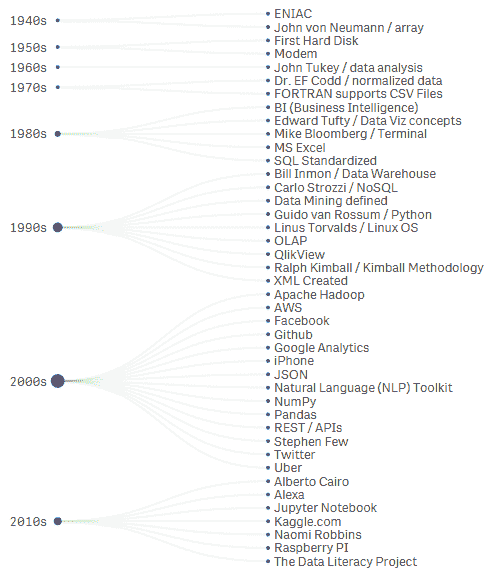 1940s
ENIAC
John von Neumann / array
1950s
First Hard Disk
Modem
1960s
John Tukey / data analysis
1970s
Dr. EF Codd / normalized data
FORTRAN supports CSV Files
1980s
BI (Business Intelligence)
Edward Tufty / Data Viz concepts
Mike Bloomberg / Terminal
MS Excel
SQL Standardized
1990s
Bill Inmon / Data Warehouse
Carlo Strozzi / NoSQL
Data Mining defined
Guido van Rossum / Python
Linus Torvalds / Linux OS
OLAP
QlikView
Ralph Kimball / Kimball Methodology
XML Created
2000s
Apache Hadoop
AWS
Facebook
Github
Google Analytics
iPhone
JSON
Natural Language (NLP) Toolkit
NumPy
Pandas
REST / APIs
Stephen Few
Twitter
Uber
2010s
Alberto Cairo
Alexa
Jupyter Notebook
Kaggle.com
Naomi Robbins
Raspberry PI
The Data Literacy Project